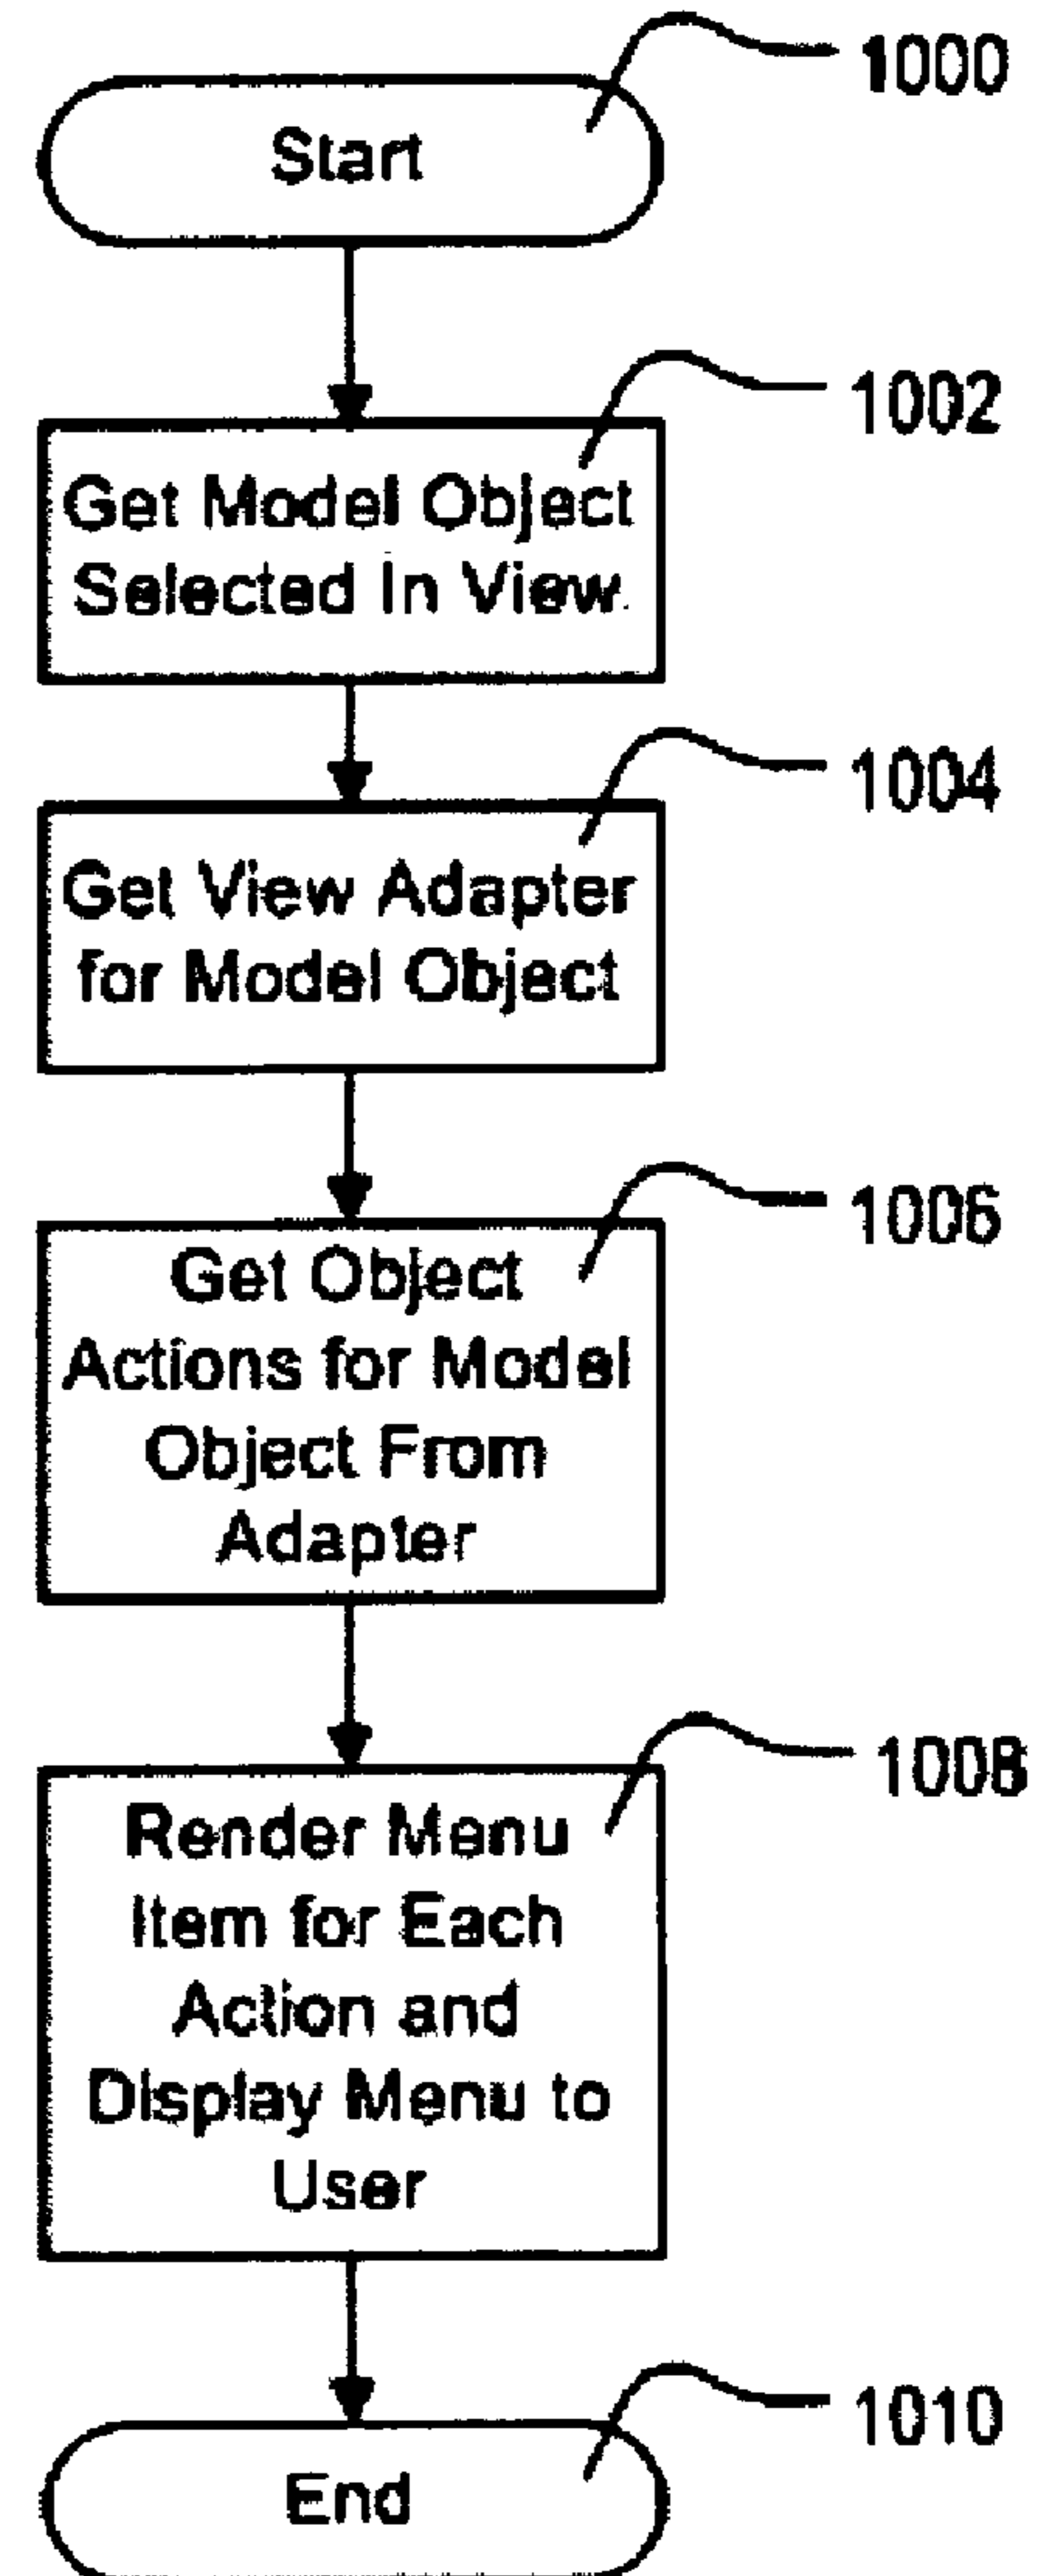 1000
Start
1002
Get Model Object
Selected In View
1004
Get View Adapter
for Model Object
1006
Get Object
Actions for Model
Object From
Adapter
1008
Render Menu
Item for Each
Action and
Display Menu to
User
1010
End